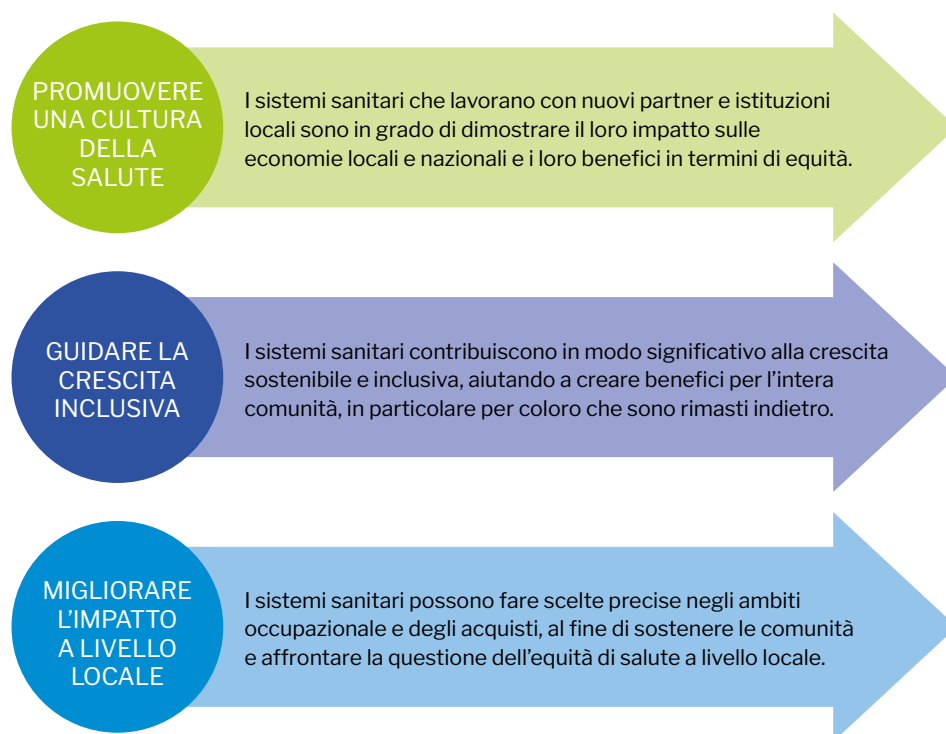 PROMUOVERE
UNA CULTURA
DELLA
SALUTE
I sistemi sanitari che lavorano con nuovi partner e istituzioni
locali sono in grado di dimostrare il loro impatto sulle
economie locali e nazionali e i loro benefici in termini di equità.
GUIDARE LA
CRESCITA
INCLUSIVA
I sistemi sanitari contribuiscono in modo significativo alla crescita
sostenibile e inclusiva, aiutando a creare benefici per l’intera
comunità, in particolare per coloro che sono rimasti indietro.
MIGLIORARE
L’IMPATTO
A LIVELLO
LOCALE
I sistemi sanitari possono fare scelte precise negli ambiti
occupazionale e degli acquisti, al fine di sostenere le comunità
e affrontare la questione dell’equità di salute a livello locale.